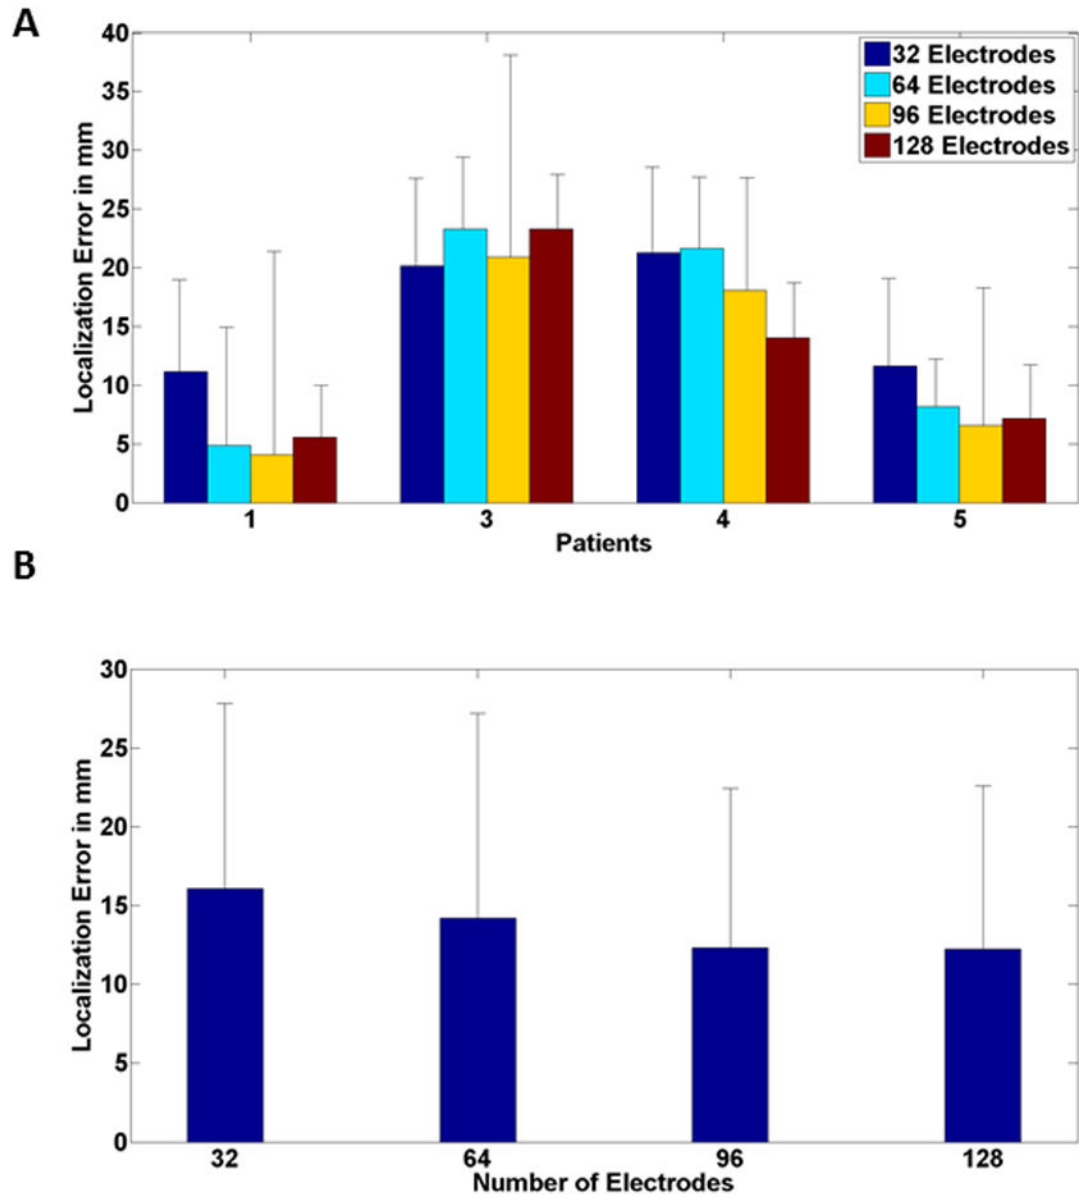 A
40
35
30
25
20
15
10
5
0
Localization Error in mm
32 Electrodes
64 Electrodes
96 Electrodes
128 Electrodes
1 3 4 5
Patients
B
30
25
20
15
10
5
0
Localization Error in mm
32 64 96 128
Number of Electrodes